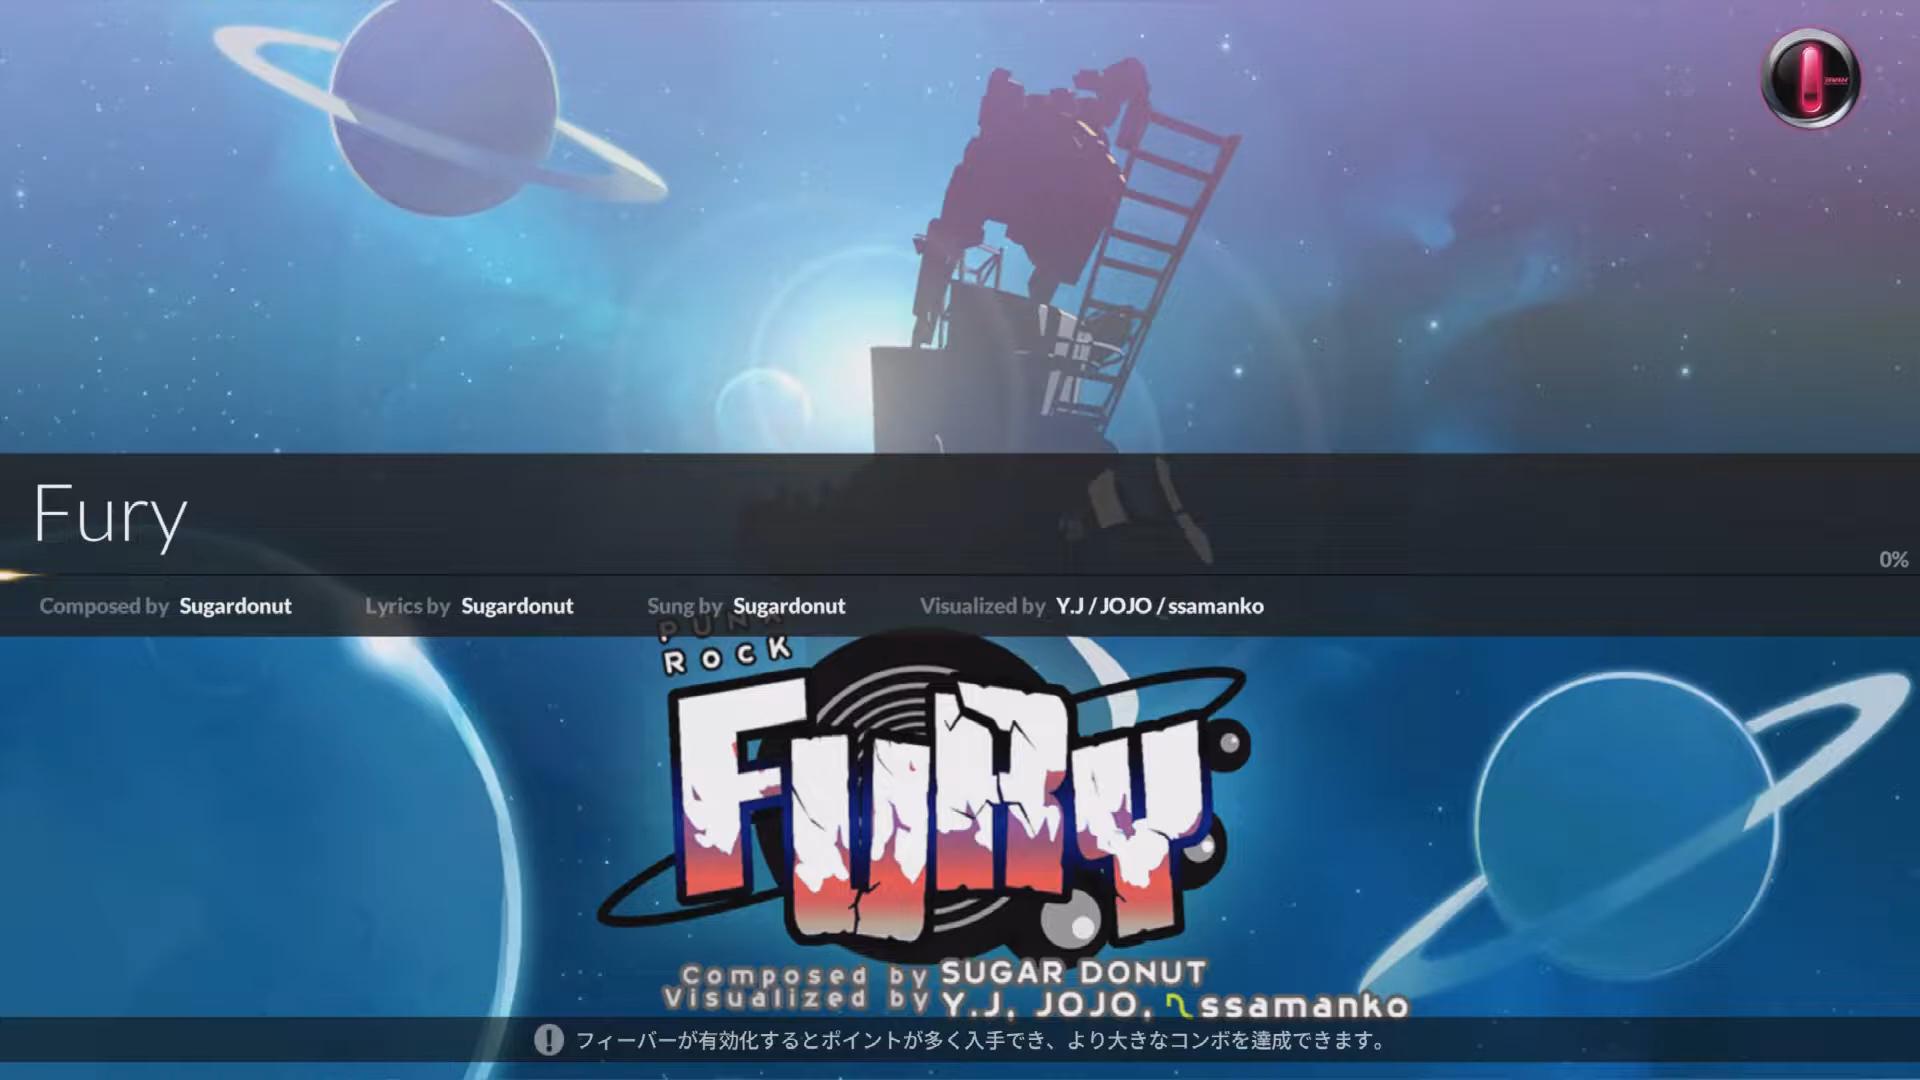 Fury
0%
Composed by Sugardonut Lyrics by Sugardonut Sung by Sugardonut Visualized by Y.J / JOJO / ssamanko
PUNK
ROCK
FURY
Composed by SUGAR DONUT
Visualized by Y.J, JOJO, ssamanko
フィーバーが有効化するとポイントが多く入手でき、より大きなコンボを達成できます。